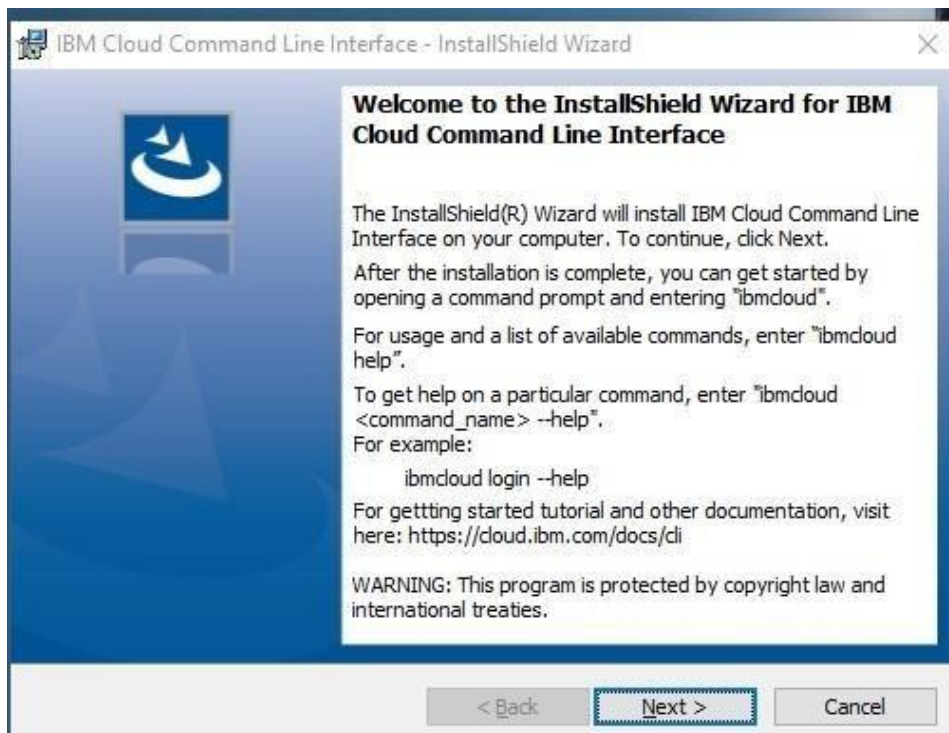 IBM Cloud Command Line Interface - InstallShield Wizard
Welcome to the InstallShield Wizard for IBM
Cloud Command Line Interface
The InstallShield(R) Wizard will install IBM Cloud Command Line
Interface on your computer. To continue, click Next.
After the installation is complete, you can get started by
opening a command prompt and entering "ibmcloud".
For usage and a list of available commands, enter "ibmcloud
help".
To get help on a particular command, enter "ibmcloud
<command_name> --help".
For example:
ibmcloud login --help
For gettting started tutorial and other documentation, visit
here: https://cloud.ibm.com/docs/cli
WARNING: This program is protected by copyright law and
international treaties.
< Back
Next >
Cancel